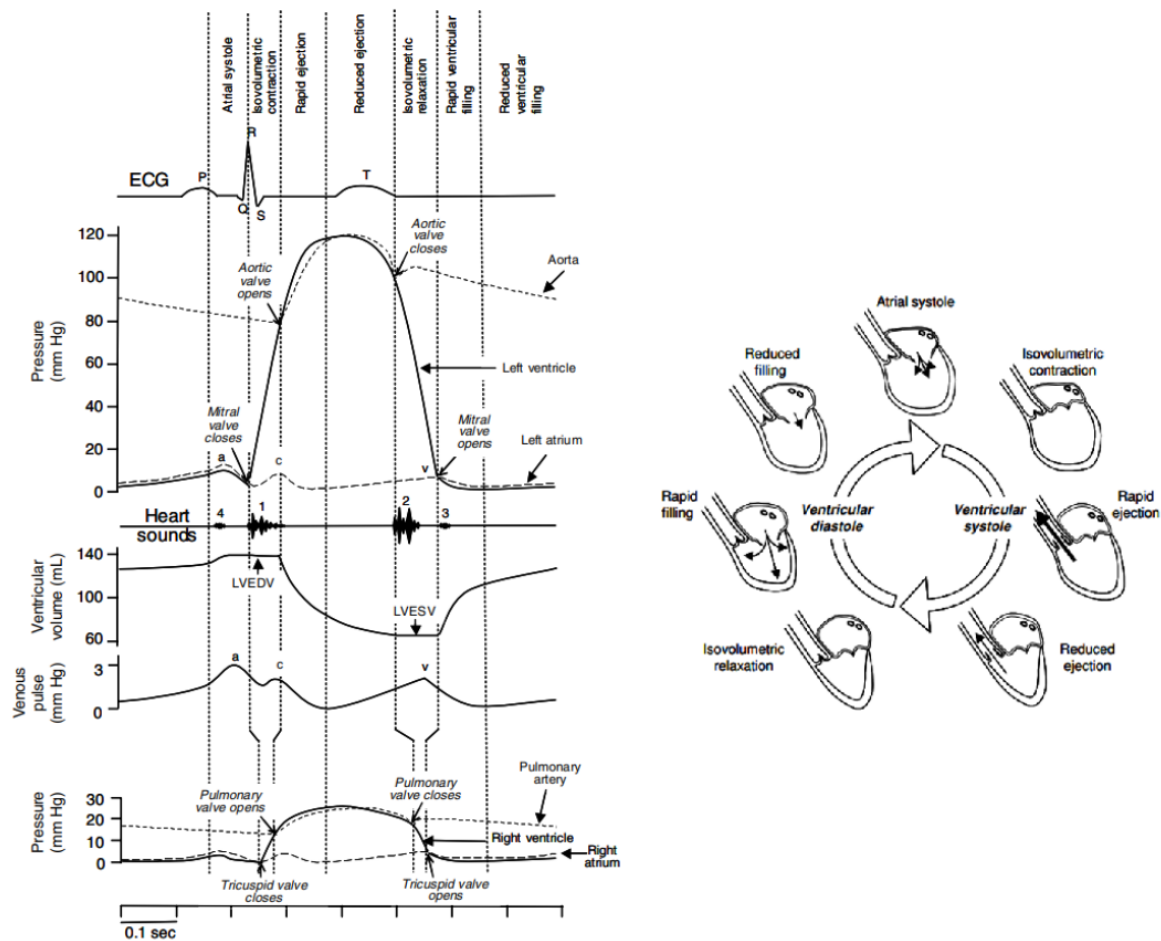 Atrial systole
Isovolumetric
contraction
Rapid ejection
Reduced ejection
Isovolumetric
relaxation
Rapid ventricular
filling
Reduced
ventricular
filling
ECG
P
Q
R
S
T
Pressure
(mm Hg)
120
100
80
60
40
20
0
Aortic
valve
opens
Aortic
valve
closes
Aorta
Left ventricle
Mitral
valve
closes
Mitral
valve
opens
Left atrium
a
c
v
Heart
sounds
4
1
2
3
Ventricular
volume (mL)
140
100
60
LVEDV
LVESV
Venous
pulse
(mm Hg)
3
0
a
c
v
Pressure
(mm Hg)
30
20
10
0
Pulmonary
valve opens
Pulmonary
valve closes
Pulmonary
artery
Right ventricle
Right
atrium
Tricuspid valve
closes
Tricuspid valve
opens
0.1 sec
Atrial systole
Isovolumetric
contraction
Rapid
ejection
Reduced
ejection
Isovolumetric
relaxation
Rapid
filling
Reduced
filling
Ventricular
diastole
Ventricular
systole